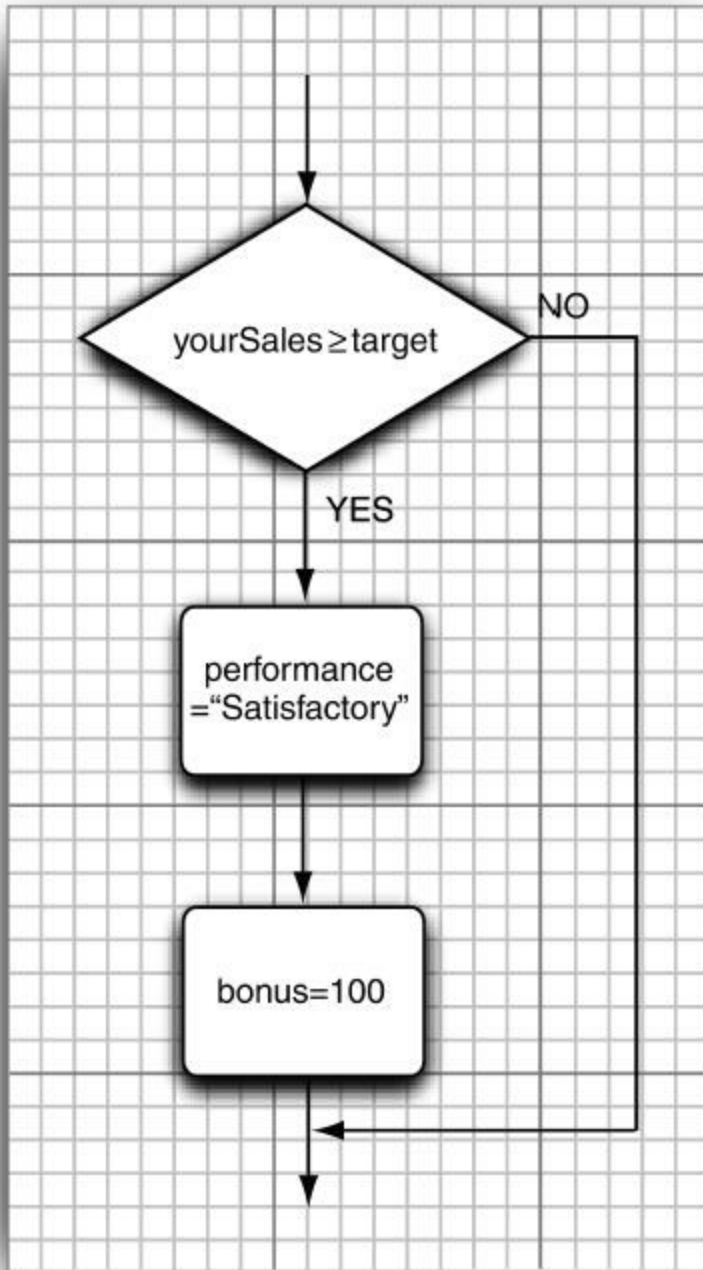 yourSales≥target
NO
YES
performance
=“Satisfactory”
bonus=100